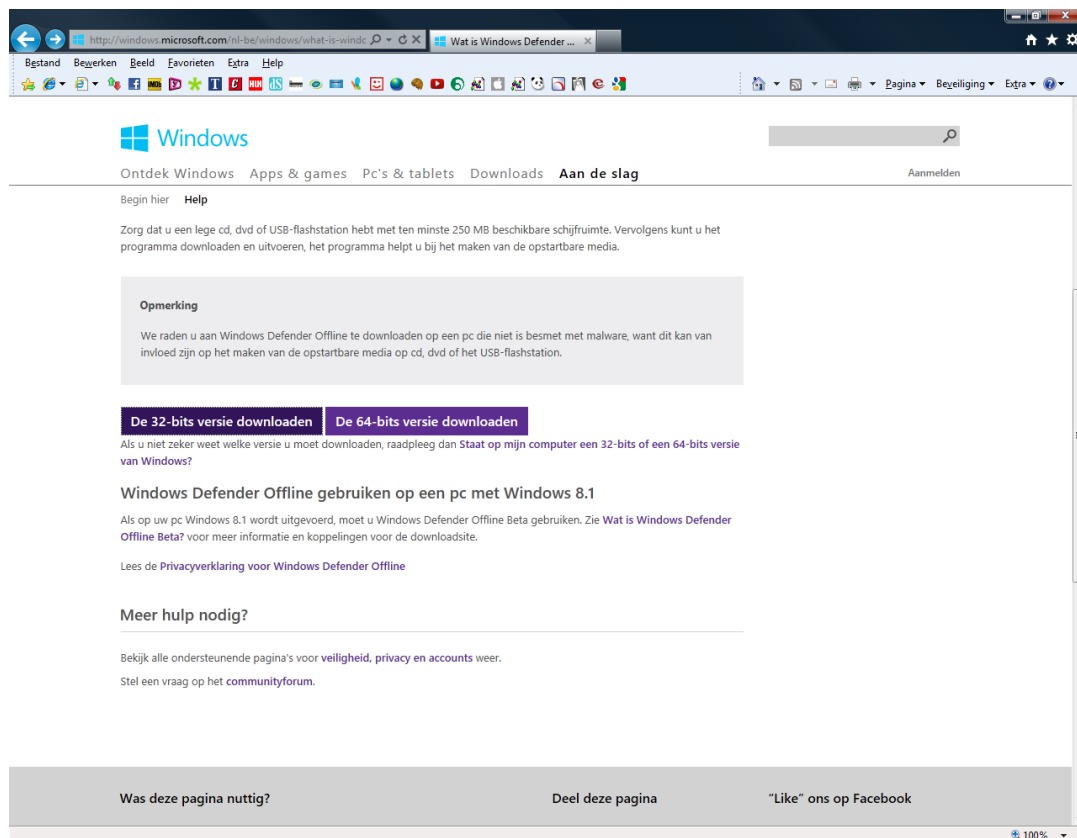 http://windows.microsoft.com/nl-be/windows/what-is-windc
Wat is Windows Defender ...
Bestand Bewerken Beeld Favorieten Extra Help
Pagina Beveiliging Extra
Windows
Ontdek Windows Apps & games Pc's & tablets Downloads Aan de slag
Aanmelden
Begin hier Help
Zorg dat u een lege cd, dvd of USB-flashstation hebt met ten minste 250 MB beschikbare schijfruimte. Vervolgens kunt u het
programma downloaden en uitvoeren, het programma helpt u bij het maken van de opstartbare media.
Opmerking
We raden u aan Windows Defender Offline te downloaden op een pc die niet is besmet met malware, want dit kan van
invloed zijn op het maken van de opstartbare media op cd, dvd of het USB-flashstation.
De 32-bits versie downloaden De 64-bits versie downloaden
Als u niet zeker weet welke versie u moet downloaden, raadpleeg dan Staat op mijn computer een 32-bits of een 64-bits versie
van Windows?
Windows Defender Offline gebruiken op een pc met Windows 8.1
Als op uw pc Windows 8.1 wordt uitgevoerd, moet u Windows Defender Offline Beta gebruiken. Zie Wat is Windows Defender
Offline Beta? voor meer informatie en koppelingen voor de downloadsite.
Lees de Privacyverklaring voor Windows Defender Offline
Meer hulp nodig?
Bekijk alle ondersteunende pagina's voor veiligheid, privacy en accounts weer.
Stel een vraag op het communityforum.
Was deze pagina nuttig?
Deel deze pagina
"Like" ons op Facebook
100%